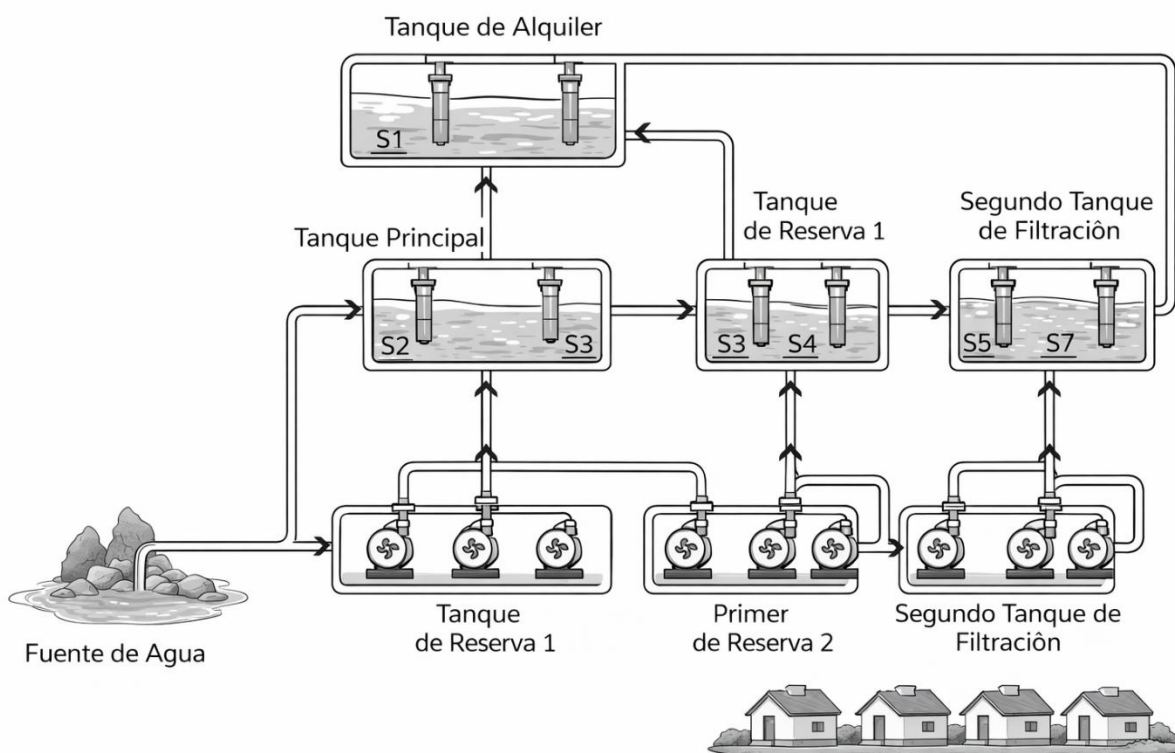 Tanque de Alquiler
S1
Tanque Principal
Tanque
de Reserva 1
Segundo Tanque
de Filtraciôn
S2
S3
S3
S4
S5
S7
Tanque
de Reserva 1
Primer
de Reserva 2
Segundo Tanque de
Filtraciôn
Fuente de Agua